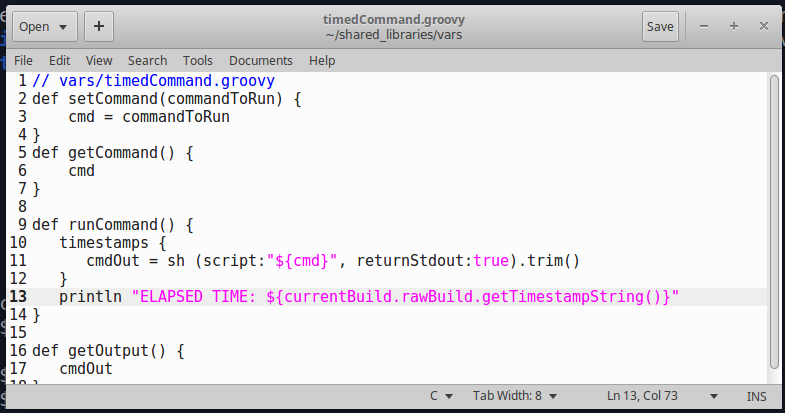 Open
+
timedCommand.groovy
~/shared_libraries/vars
Save
File Edit View Search Tools Documents Help
1 // vars/timedCommand.groovy
2 def setCommand(commandToRun) {
3     cmd = commandToRun
4 }
5 def getCommand() {
6     cmd
7 }
8
9 def runCommand() {
10    timestamps {
11       cmdOut = sh (script:"${cmd}", returnStdout:true).trim()
12    }
13    println "ELAPSED TIME: ${currentBuild.rawBuild.getTimestampString()}"
14 }
15
16 def getOutput() {
17    cmdOut
18 }
C Tab Width: 8 Ln 13, Col 73 INS